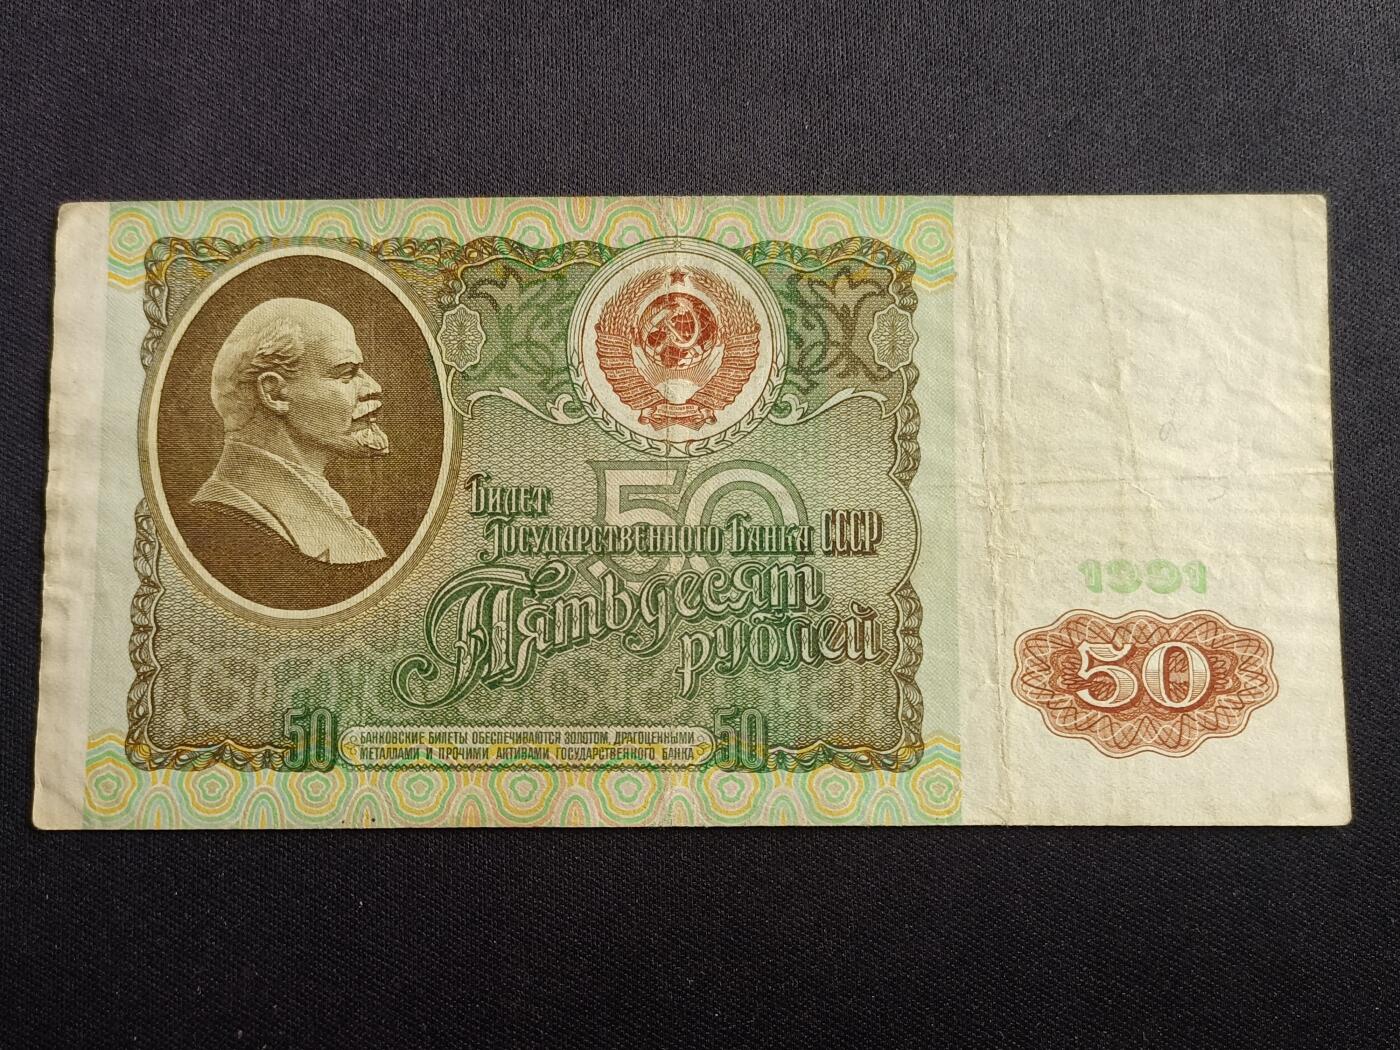 50
Билет
Государственного Банка СССР
Пятьдесят
рублей
1991
50
50
БАНКОВСКИЕ БИЛЕТЫ ОБЕСПЕЧИВАЮТСЯ ЗОЛОТОМ, ДРАГОЦЕННЫМИ
МЕТАЛЛАМИ И ПРОЧИМИ АКТИВАМИ ГОСУДАРСТВЕННОГО БАНКА
50